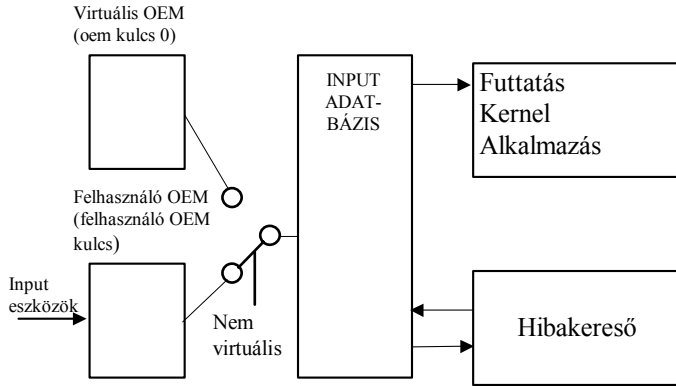 Virtuális OEM
(oem kulcs 0)
INPUT
ADAT-
BÁZIS
Futtatás
Kernel
Alkalmazás
Felhasználó OEM
(felhasználó OEM
kulcs)
Input
eszközök
Nem
virtuális
Hibakereső